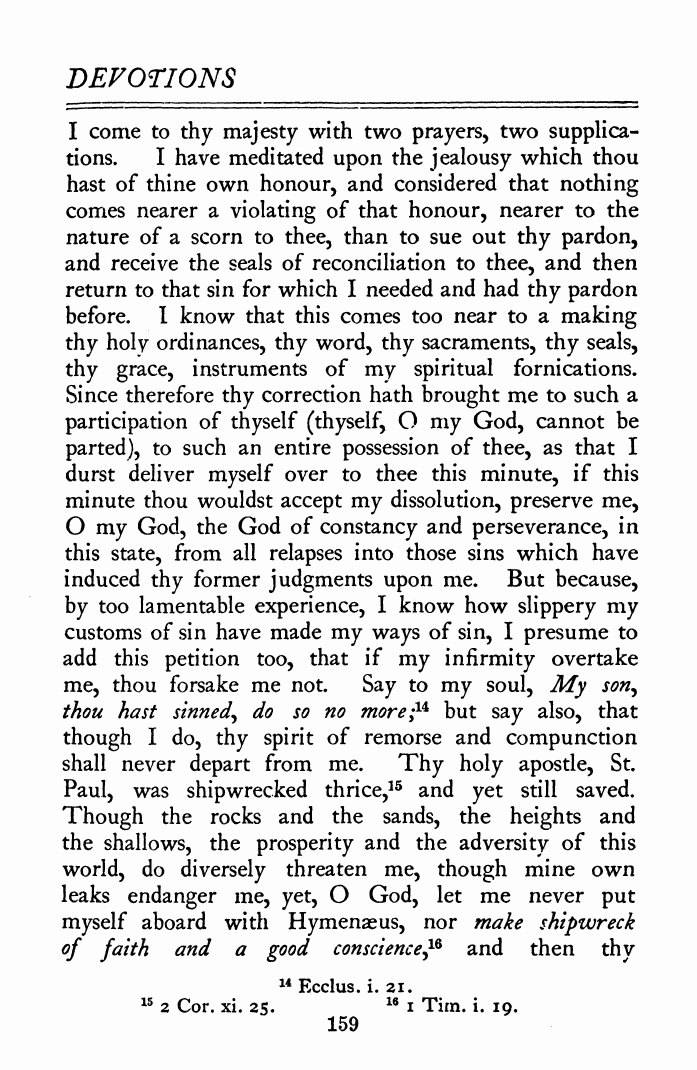 DEVOTIONS
I come to thy majesty with two prayers, two supplica-
tions. I have meditated upon the jealousy which thou
hast of thine own honour, and considered that nothing
comes nearer a violating of that honour, nearer to the
nature of a scorn to thee, than to sue out thy pardon,
and receive the seals of reconciliation to thee, and then
return to that sin for which I needed and had thy pardon
before. I know that this comes too near to a making
thy holy ordinances, thy word, thy sacraments, thy seals,
thy grace, instruments of my spiritual fornications.
Since therefore thy correction hath brought me to such a
participation of thyself (thyself, O my God, cannot be
parted), to such an entire possession of thee, as that I
durst deliver myself over to thee this minute, if this
minute thou wouldst accept my dissolution, preserve me,
O my God, the God of constancy and perseverance, in
this state, from all relapses into those sins which have
induced thy former judgments upon me. But because,
by too lamentable experience, I know how slippery my
customs of sin have made my ways of sin, I presume to
add this petition too, that if my infirmity overtake
me, thou forsake me not. Say to my soul, My son,
thou hast sinned, do so no more;¹⁴ but say also, that
though I do, thy spirit of remorse and compunction
shall never depart from me. Thy holy apostle, St.
Paul, was shipwrecked thrice,¹⁵ and yet still saved.
Though the rocks and the sands, the heights and
the shallows, the prosperity and the adversity of this
world, do diversely threaten me, though mine own
leaks endanger me, yet, O God, let me never put
myself aboard with Hymenæus, nor make shipwreck
of faith and a good conscience,¹⁶ and then thy
¹⁴ Ecclus. i. 21.
¹⁵ 2 Cor. xi. 25. ¹⁶ 1 Tim. i. 19.
159